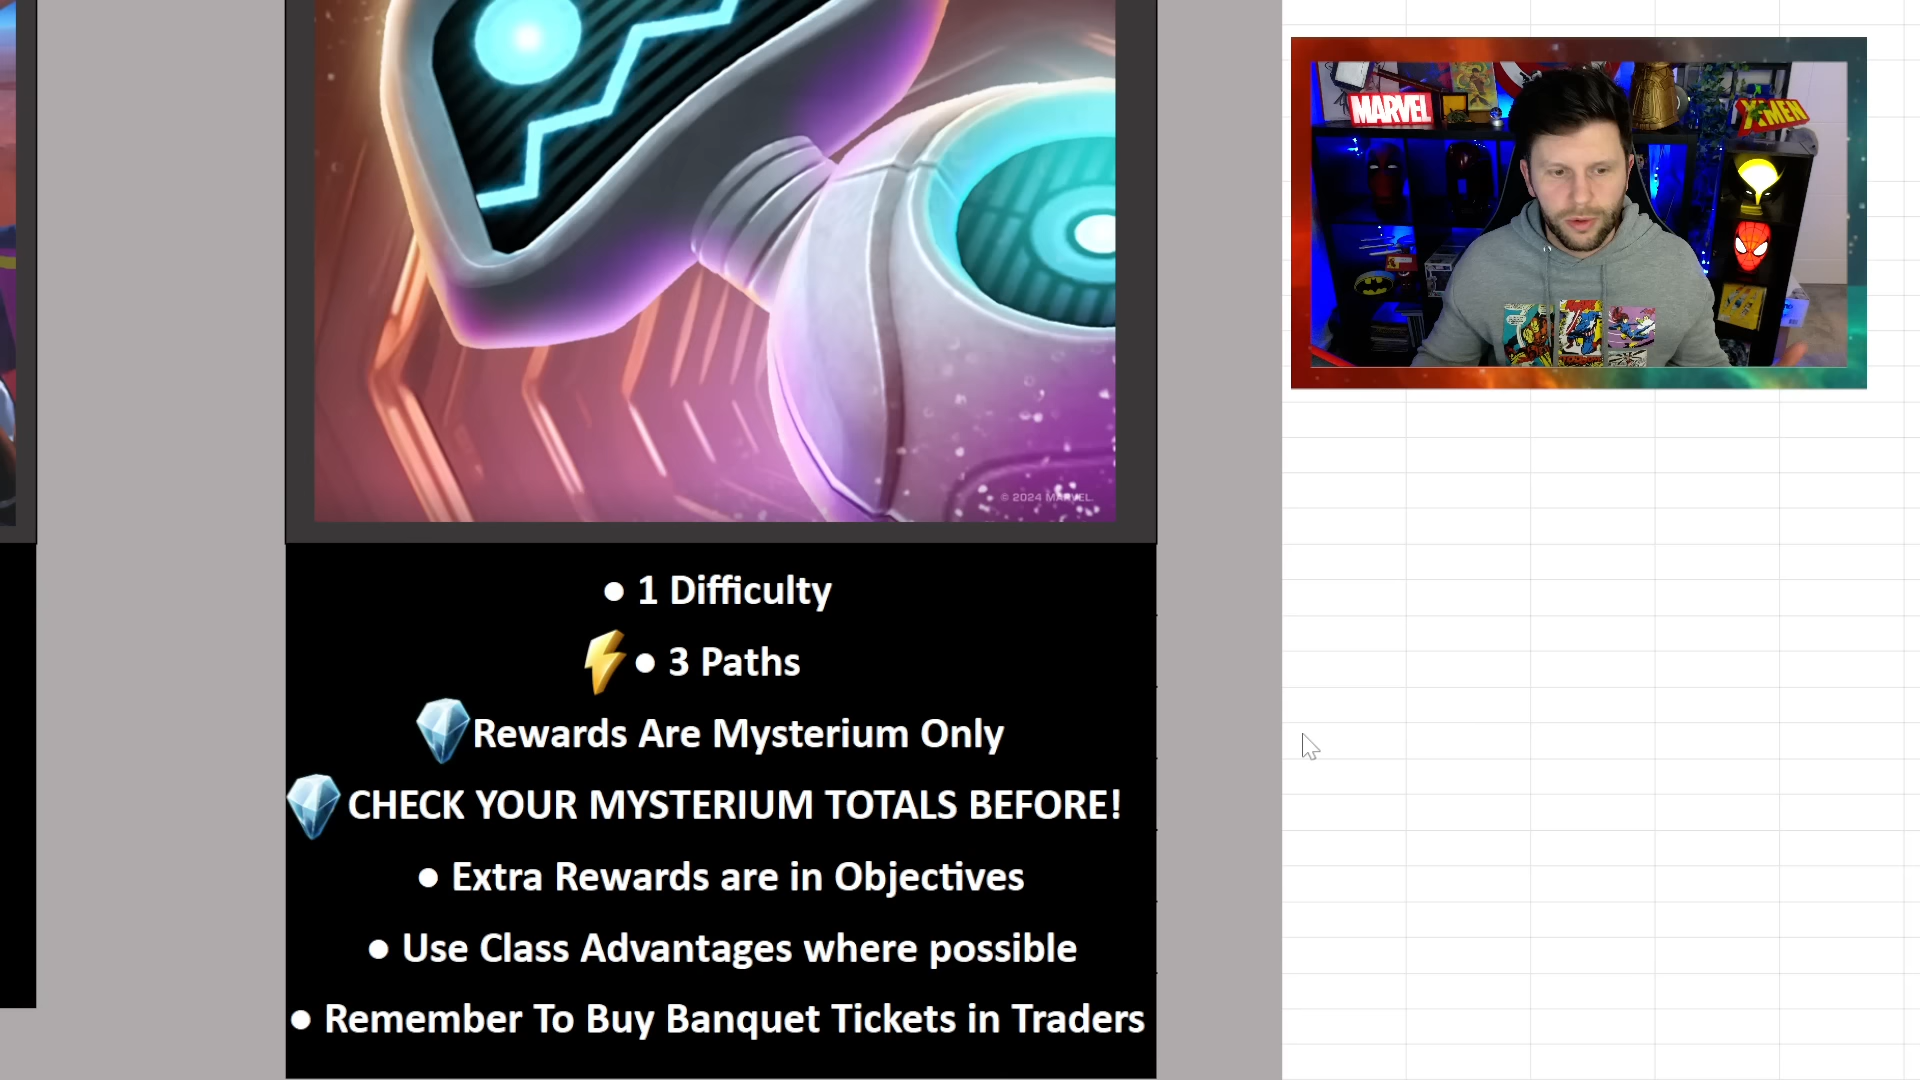 MARVEL
X-MEN
© 2024 MARVEL
● 1 Difficulty
● 3 Paths
Rewards Are Mysterium Only
CHECK YOUR MYSTERIUM TOTALS BEFORE!
● Extra Rewards are in Objectives
● Use Class Advantages where possible
● Remember To Buy Banquet Tickets in Traders